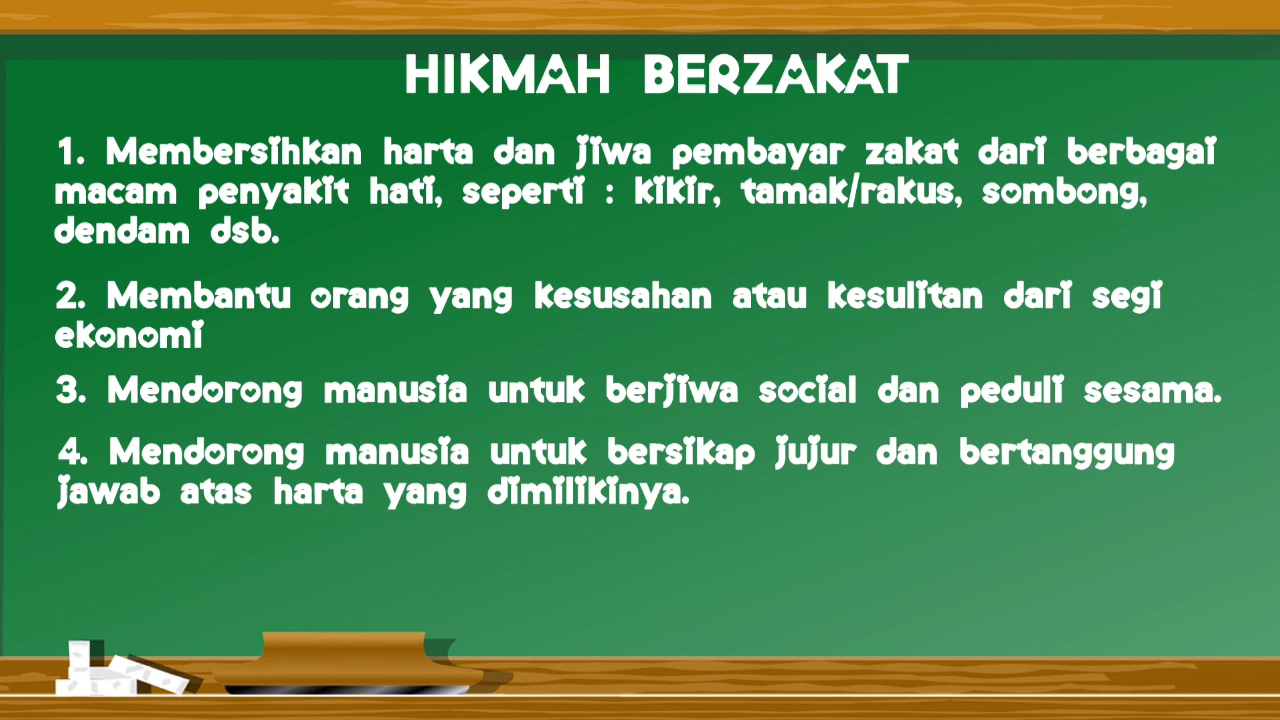 HIKMAH BERZAKAT
1. Membersihkan harta dan jiwa pembayar zakat dari berbagai
macam penyakit hati, seperti : kikir, tamak/rakus, sombong,
dendam dsb.
2. Membantu orang yang kesusahan atau kesulitan dari segi
ekonomi
3. Mendorong manusia untuk berjiwa social dan peduli sesama.
4. Mendorong manusia untuk bersikap jujur dan bertanggung
jawab atas harta yang dimilikinya.